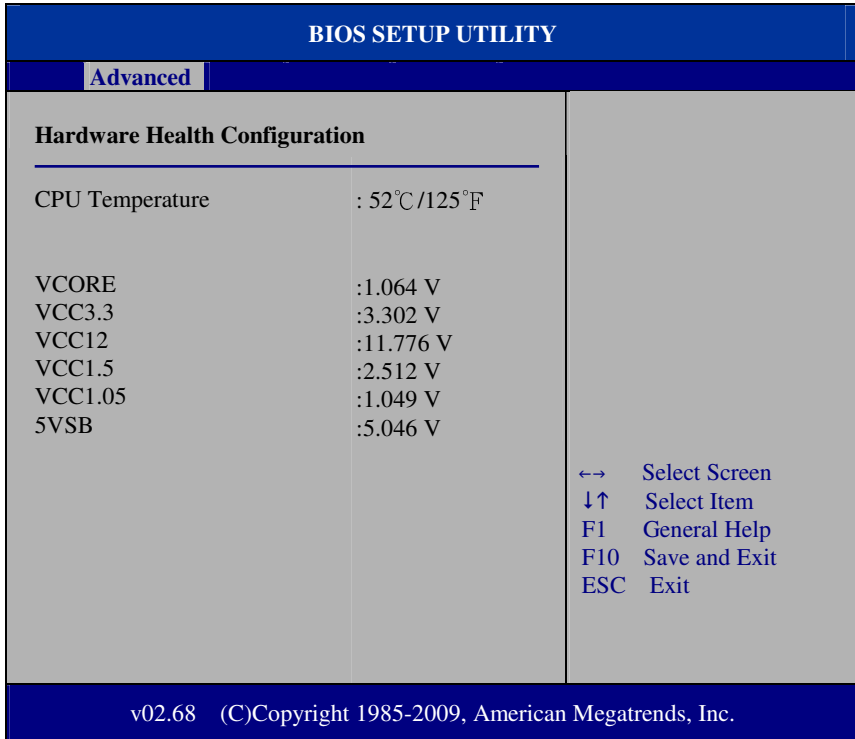 BIOS SETUP UTILITY
Advanced
Hardware Health Configuration
CPU Temperature : 52℃/125°F
VCORE :1.064 V
VCC3.3 :3.302 V
VCC12 :11.776 V
VCC1.5 :2.512 V
VCC1.05 :1.049 V
5VSB :5.046 V
←→ Select Screen
↓↑ Select Item
F1 General Help
F10 Save and Exit
ESC Exit
v02.68 (C)Copyright 1985-2009, American Megatrends, Inc.